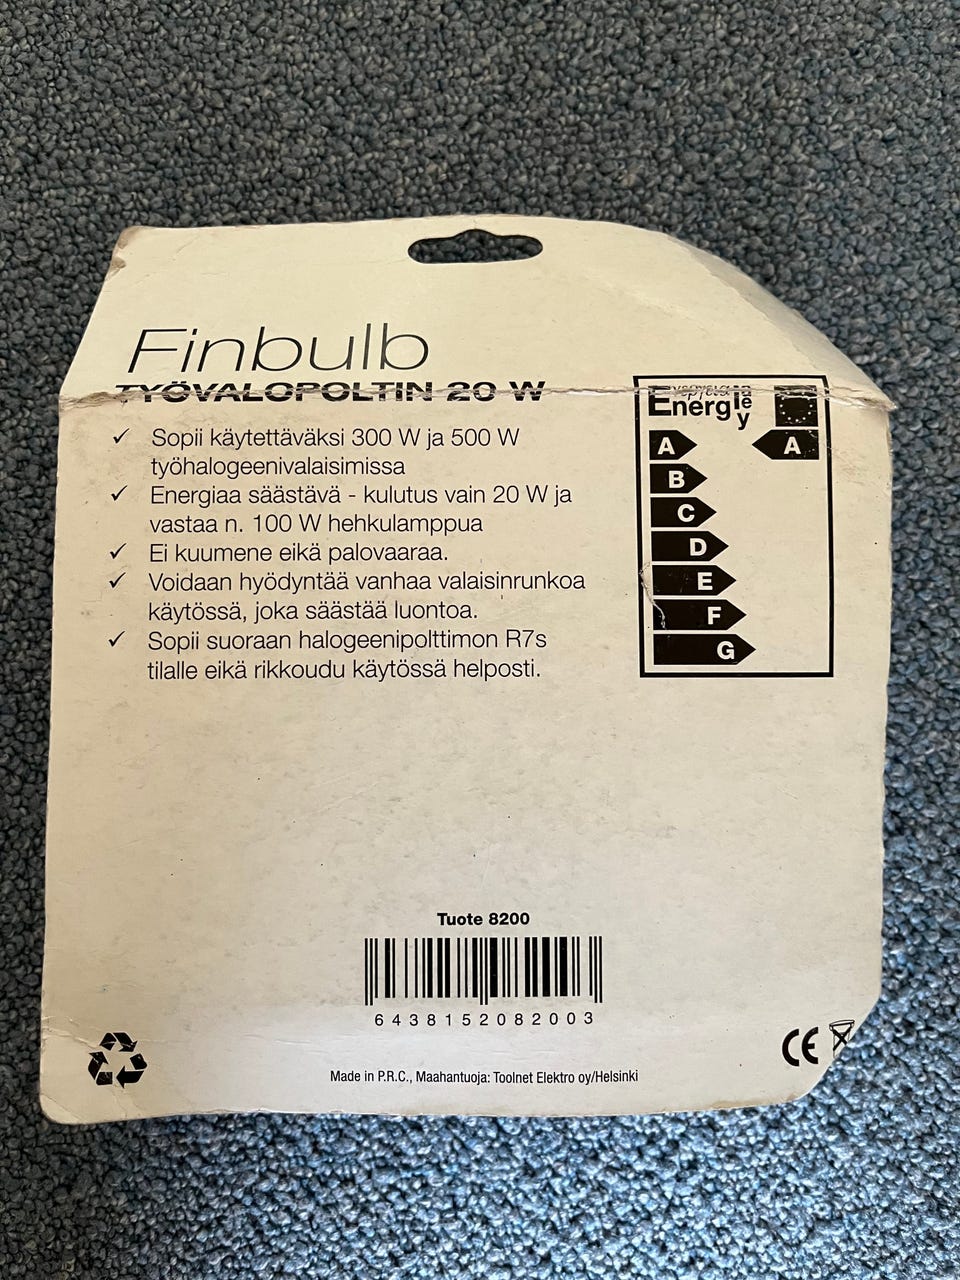 Finbulb
TYÖVALOPOLTIN 20 W
✓ Sopii käytettäväksi 300 W ja 500 W
työhalogeenivalaisimissa
✓ Energiaa säästävä - kulutus vain 20 W ja
vastaa n. 100 W hehkulamppua
✓ Ei kuumene eikä palovaaraa.
✓ Voidaan hyödyntää vanhaa valaisinrunkoa
käytössä, joka säästää luontoa.
✓ Sopii suoraan halogeenipolttimon R7s
tilalle eikä rikkoudu käytössä helposti.
Energie
y
A A
B
C
D
E
F
G
Tuote 8200
6438152082003
CE
Made in P.R.C., Maahantuoja: Toolnet Elektro oy/Helsinki